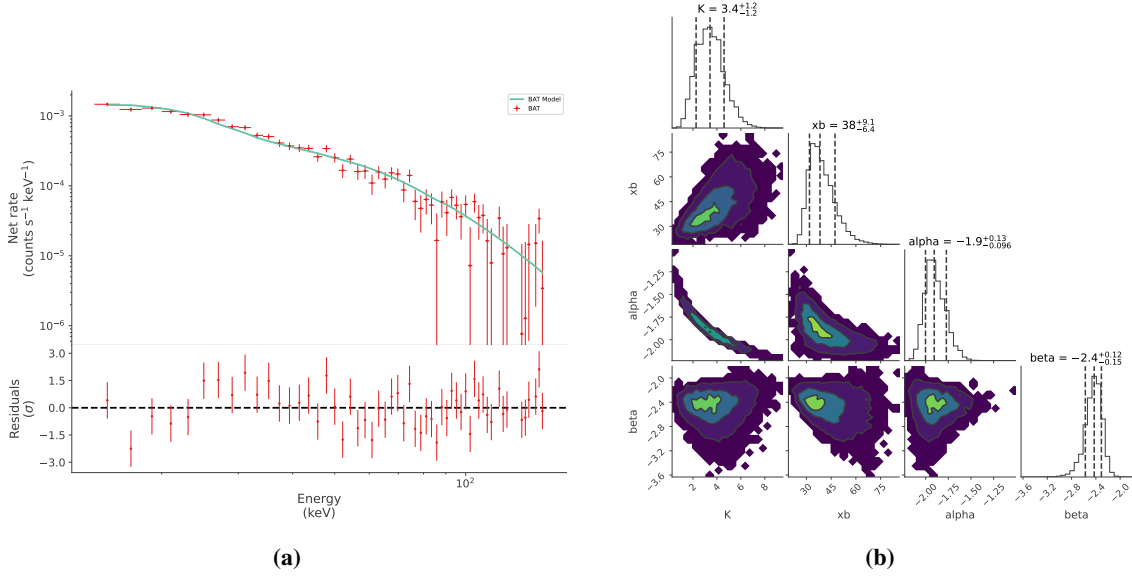 BAT Model
BAT
10⁻³
10⁻⁴
10⁻⁵
10⁻⁶
Net rate
(counts s⁻¹ keV⁻¹)
3.0
1.5
0.0
−1.5
−3.0
Residuals
(σ)
10²
Energy
(keV)
(a)
K = 3.4+1.2−1.2
xb = 38+9.1−6.4
alpha = −1.9+0.13−0.096
beta = −2.4+0.12−0.15
75
60
45
30
xb
−1.25
−1.50
−1.75
−2.00
alpha
−2.0
−2.4
−2.8
−3.2
−3.6
beta
2
4
6
8
K
30
45
60
75
xb
−2.00
−1.75
−1.50
−1.25
alpha
−3.6
−3.2
−2.8
−2.4
−2.0
beta
(b)